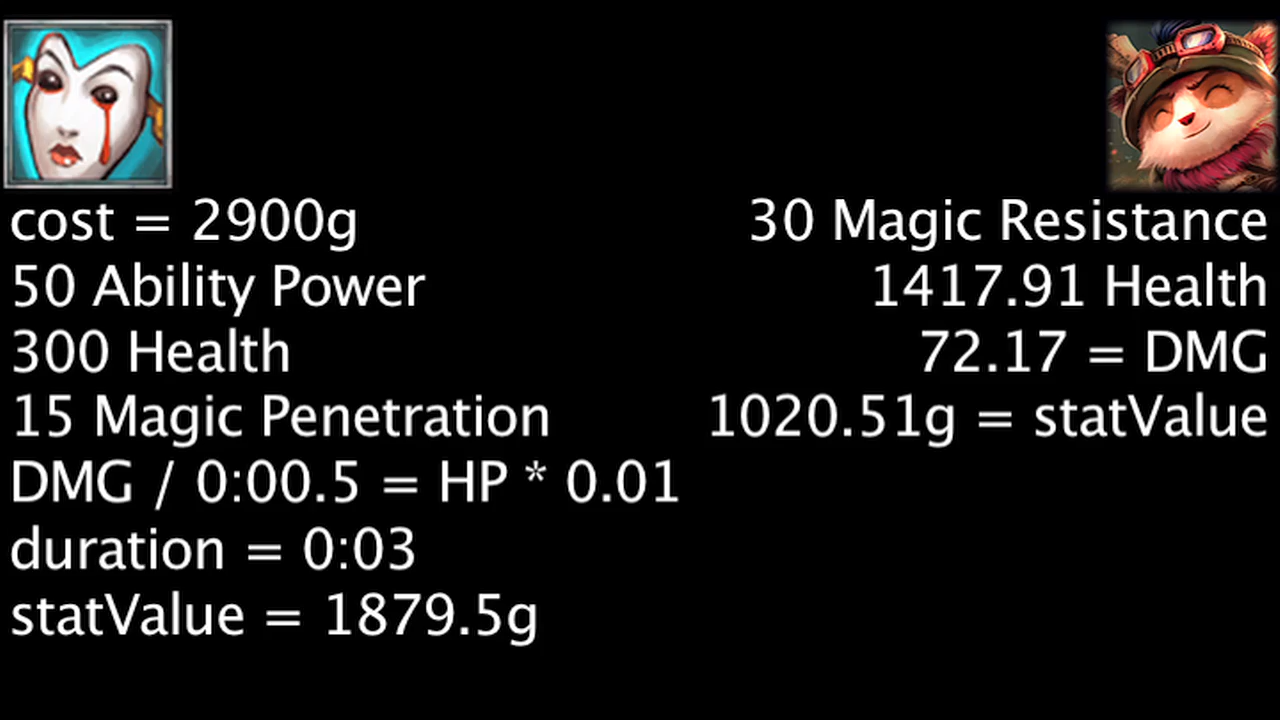 cost = 2900g
50 Ability Power
300 Health
15 Magic Penetration
DMG / 0:00.5 = HP * 0.01
duration = 0:03
statValue = 1879.5g
30 Magic Resistance
1417.91 Health
72.17 = DMG
1020.51g = statValue